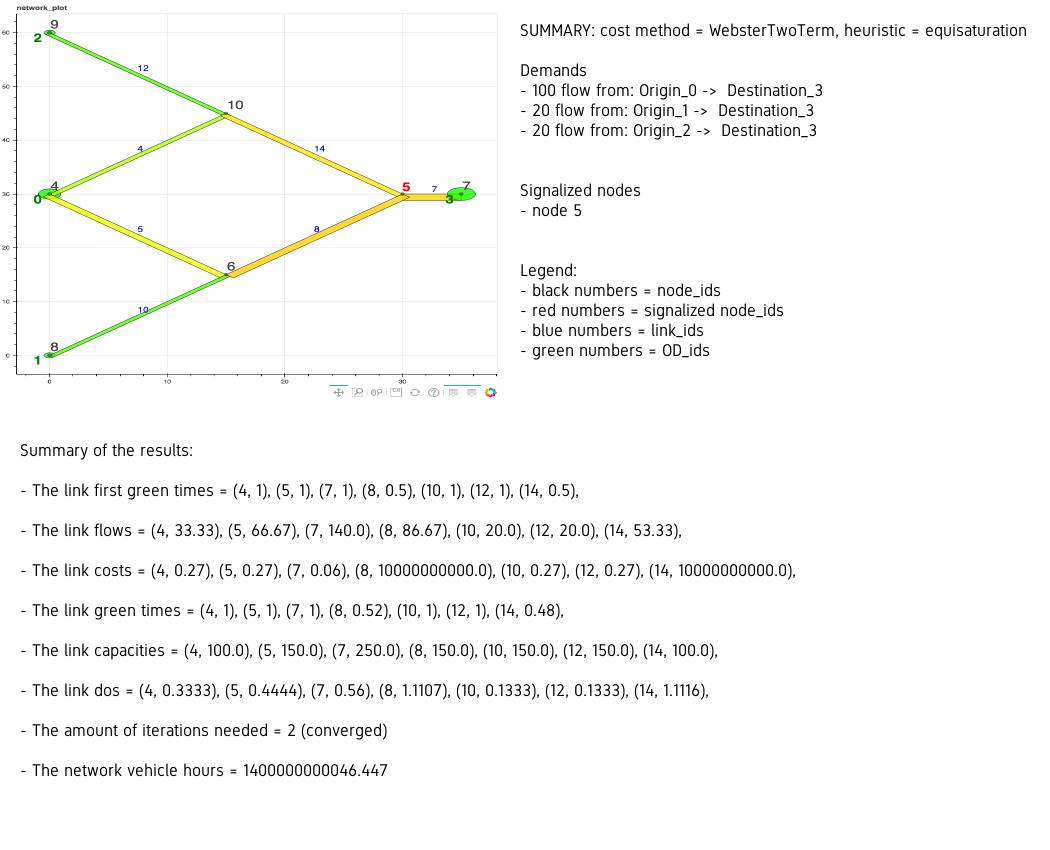 network_plot
SUMMARY: cost method = WebsterTwoTerm, heuristic = equisaturation
Demands
- 100 flow from: Origin_0 -> Destination_3
- 20 flow from: Origin_1 -> Destination_3
- 20 flow from: Origin_2 -> Destination_3
Signalized nodes
- node 5
Legend:
- black numbers = node_ids
- red numbers = signalized node_ids
- blue numbers = link_ids
- green numbers = OD_ids
60
50
40
30
20
10
0
0
10
20
30
9
2
12
10
4
14
4
0
5
7
7
3
5
8
6
10
8
1
Summary of the results:
- The link first green times = (4, 1), (5, 1), (7, 1), (8, 0.5), (10, 1), (12, 1), (14, 0.5),
- The link flows = (4, 33.33), (5, 66.67), (7, 140.0), (8, 86.67), (10, 20.0), (12, 20.0), (14, 53.33),
- The link costs = (4, 0.27), (5, 0.27), (7, 0.06), (8, 10000000000.0), (10, 0.27), (12, 0.27), (14, 10000000000.0),
- The link green times = (4, 1), (5, 1), (7, 1), (8, 0.52), (10, 1), (12, 1), (14, 0.48),
- The link capacities = (4, 100.0), (5, 150.0), (7, 250.0), (8, 150.0), (10, 150.0), (12, 150.0), (14, 100.0),
- The link dos = (4, 0.3333), (5, 0.4444), (7, 0.56), (8, 1.1107), (10, 0.1333), (12, 0.1333), (14, 1.1116),
- The amount of iterations needed = 2 (converged)
- The network vehicle hours = 1400000000046.447